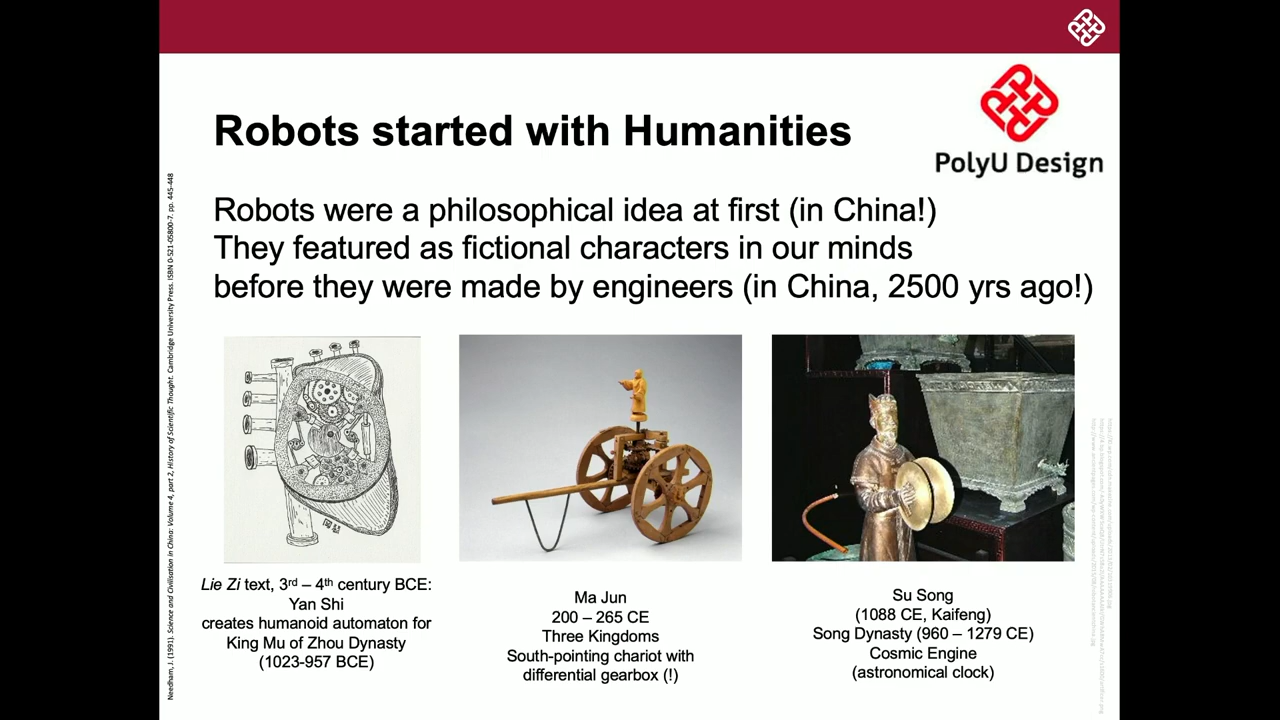 PolyU Design
Robots started with Humanities
Robots were a philosophical idea at first (in China!)
They featured as fictional characters in our minds
before they were made by engineers (in China, 2500 yrs ago!)
Lie Zi text, 3rd – 4th century BCE:
Yan Shi
creates humanoid automaton for
King Mu of Zhou Dynasty
(1023-957 BCE)
Ma Jun
200 – 265 CE
Three Kingdoms
South-pointing chariot with
differential gearbox (!)
Su Song
(1088 CE, Kaifeng)
Song Dynasty (960 – 1279 CE)
Cosmic Engine
(astronomical clock)
Needham, J. (1991). Science and Civilisation in China: Volume 4, part 2, History of Scientific Thought. Cambridge University Press. ISBN 0-521-05800-7. pp. 445-448